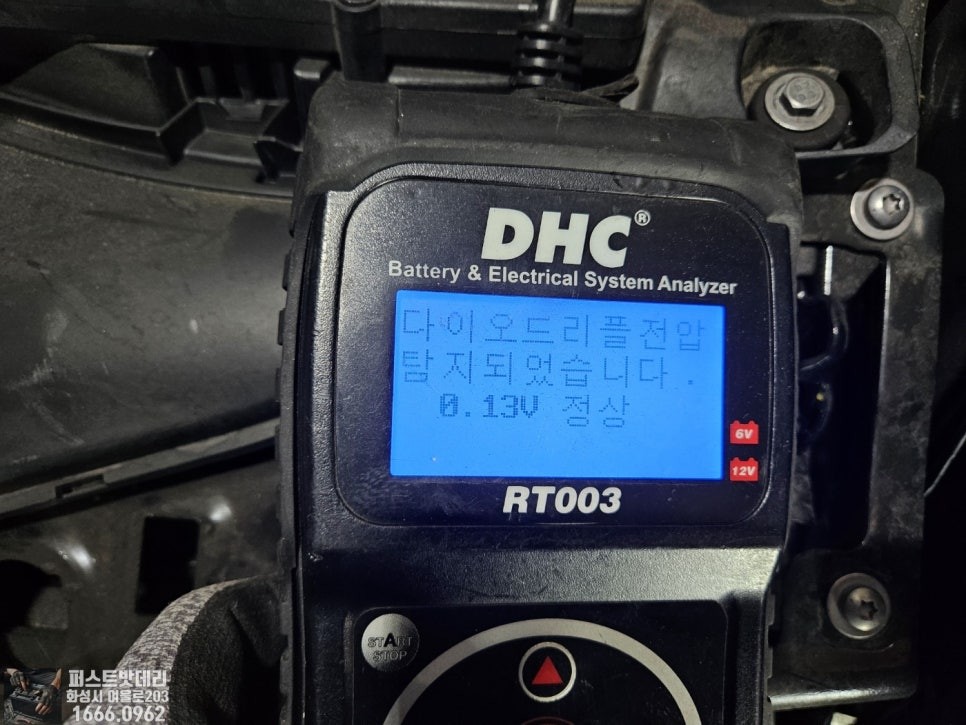 DHC®
Battery & Electrical System Analyzer
다이오드리플전압
탐지되었습니다.
0.13V 정상
6V
12V
RT003
START
STOP
퍼스트밧데리
화성시 여울로203
1666.0962